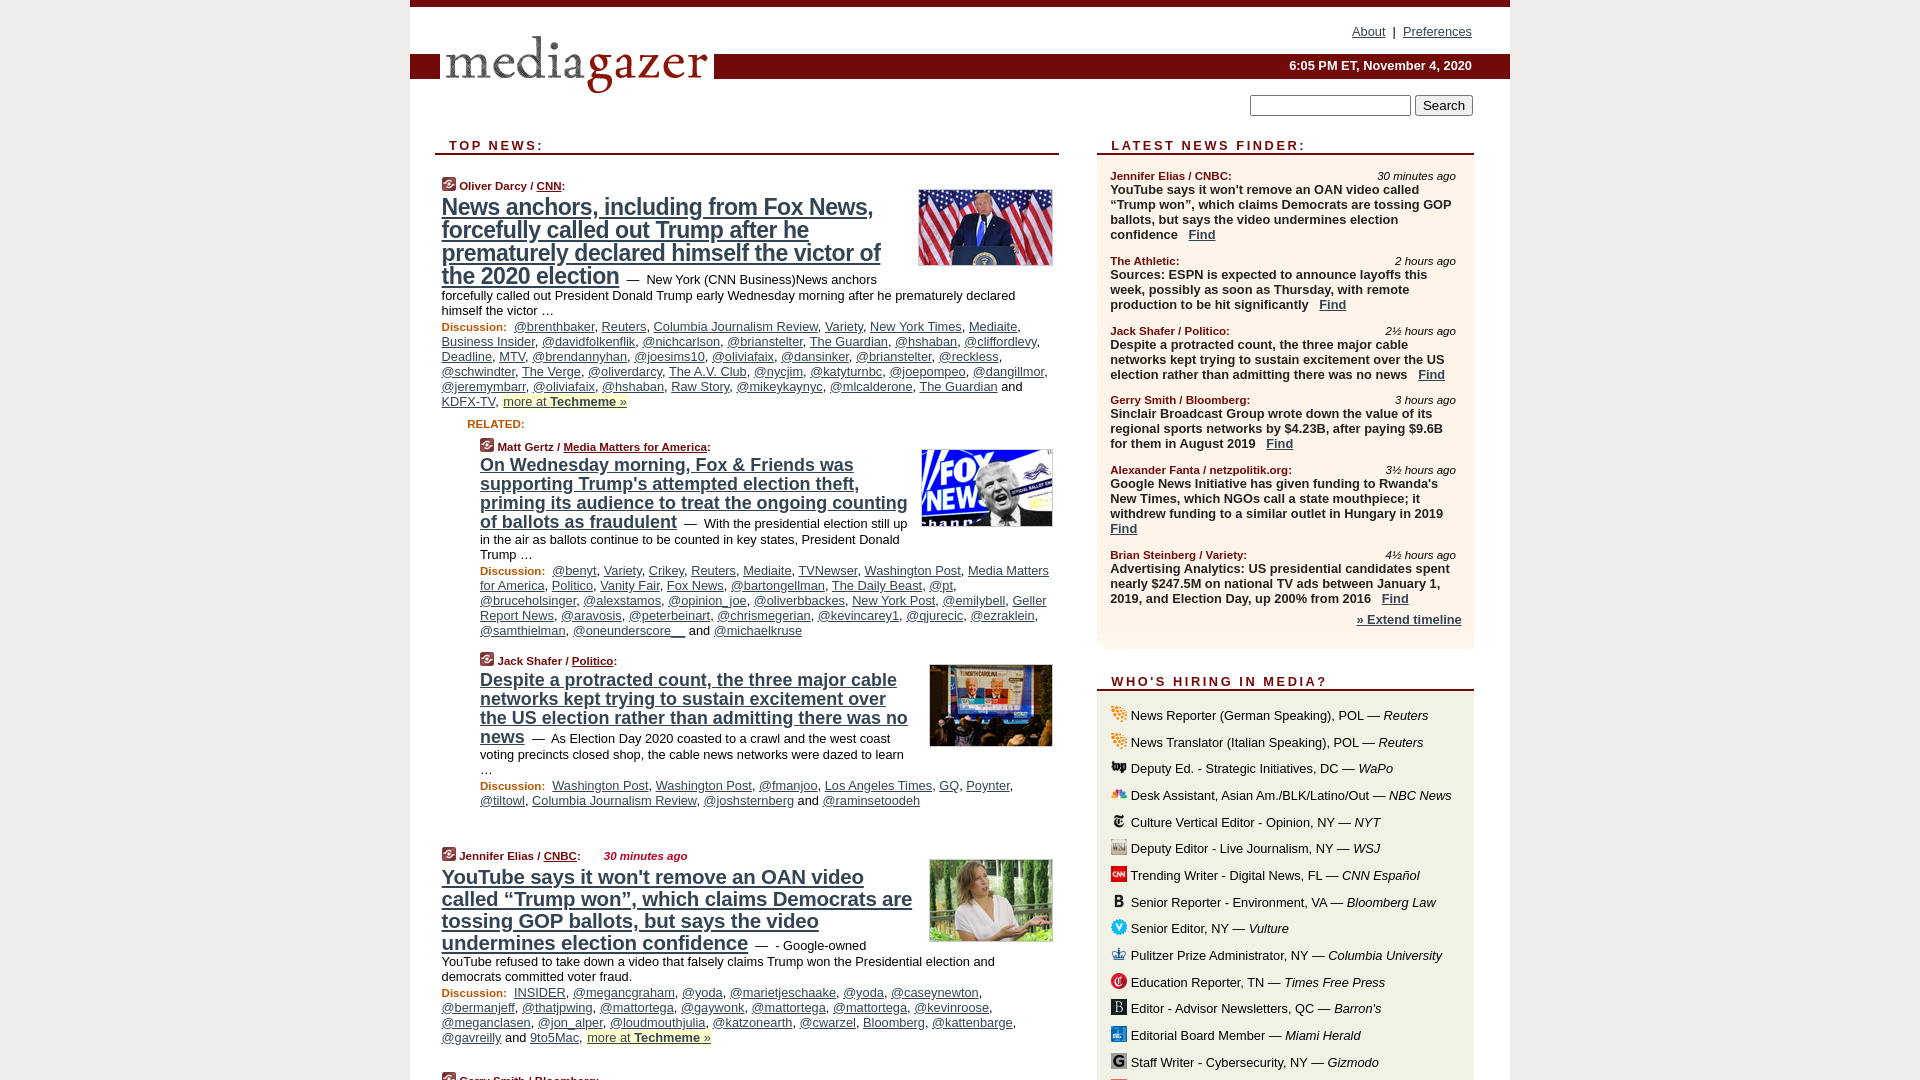 About | Preferences
mediagazer
6:05 PM ET, November 4, 2020
Search
TOP NEWS:
Oliver Darcy / CNN:
News anchors, including from Fox News,
forcefully called out Trump after he
prematurely declared himself the victor of
the 2020 election — New York (CNN Business)News anchors
forcefully called out President Donald Trump early Wednesday morning after he prematurely declared
himself the victor …
Discussion: @brenthbaker, Reuters, Columbia Journalism Review, Variety, New York Times, Mediaite,
Business Insider, @davidfolkenflik, @nichcarlson, @brianstelter, The Guardian, @hshaban, @cliffordlevy,
Deadline, MTV, @brendannyhan, @joesims10, @oliviafaix, @dansinker, @brianstelter, @reckless,
@schwindter, The Verge, @oliverdarcy, The A.V. Club, @nycjim, @katyturnbc, @joepompeo, @dangillmor,
@jeremymbarr, @oliviafaix, @hshaban, Raw Story, @mikeykaynyc, @mlcalderone, The Guardian and
KDFX-TV, more at Techmeme »
RELATED:
Matt Gertz / Media Matters for America:
On Wednesday morning, Fox & Friends was
supporting Trump's attempted election theft,
priming its audience to treat the ongoing counting
of ballots as fraudulent — With the presidential election still up
in the air as ballots continue to be counted in key states, President Donald
Trump …
Discussion: @benyt, Variety, Crikey, Reuters, Mediaite, TVNewser, Washington Post, Media Matters
for America, Politico, Vanity Fair, Fox News, @bartongellman, The Daily Beast, @pt,
@bruceholsinger, @alexstamos, @opinion_joe, @oliverbbackes, New York Post, @emilybell, Geller
Report News, @aravosis, @peterbeinart, @chrismegerian, @kevincarey1, @qjurecic, @ezraklein,
@samthielman, @oneunderscore__ and @michaelkruse
FOX
NEWS
channel
OFFICIAL BALLOT
Jack Shafer / Politico:
Despite a protracted count, the three major cable
networks kept trying to sustain excitement over
the US election rather than admitting there was no
news — As Election Day 2020 coasted to a crawl and the west coast
voting precincts closed shop, the cable news networks were dazed to learn
…
Discussion: Washington Post, Washington Post, @fmanjoo, Los Angeles Times, GQ, Poynter,
@tiltowl, Columbia Journalism Review, @joshsternberg and @raminsetoodeh
NORTH CAROLINA
Jennifer Elias / CNBC: 30 minutes ago
YouTube says it won't remove an OAN video
called “Trump won”, which claims Democrats are
tossing GOP ballots, but says the video
undermines election confidence — - Google-owned
YouTube refused to take down a video that falsely claims Trump won the Presidential election and
democrats committed voter fraud.
Discussion: INSIDER, @megancgraham, @yoda, @marietjeschaake, @yoda, @caseynewton,
@bermanjeff, @thatjpwing, @mattortega, @gaywonk, @mattortega, @mattortega, @kevinroose,
@meganclasen, @jon_alper, @loudmouthjulia, @katzonearth, @cwarzel, Bloomberg, @kattenbarge,
@gavreilly and 9to5Mac, more at Techmeme »
Gerry Smith / Bloomberg:
LATEST NEWS FINDER:
Jennifer Elias / CNBC: 30 minutes ago
YouTube says it won't remove an OAN video called
“Trump won”, which claims Democrats are tossing GOP
ballots, but says the video undermines election
confidence Find
The Athletic: 2 hours ago
Sources: ESPN is expected to announce layoffs this
week, possibly as soon as Thursday, with remote
production to be hit significantly Find
Jack Shafer / Politico: 2½ hours ago
Despite a protracted count, the three major cable
networks kept trying to sustain excitement over the US
election rather than admitting there was no news Find
Gerry Smith / Bloomberg: 3 hours ago
Sinclair Broadcast Group wrote down the value of its
regional sports networks by $4.23B, after paying $9.6B
for them in August 2019 Find
Alexander Fanta / netzpolitik.org: 3½ hours ago
Google News Initiative has given funding to Rwanda's
New Times, which NGOs call a state mouthpiece; it
withdrew funding to a similar outlet in Hungary in 2019
Find
Brian Steinberg / Variety: 4½ hours ago
Advertising Analytics: US presidential candidates spent
nearly $247.5M on national TV ads between January 1,
2019, and Election Day, up 200% from 2016 Find
» Extend timeline
WHO'S HIRING IN MEDIA?
News Reporter (German Speaking), POL — Reuters
News Translator (Italian Speaking), POL — Reuters
Deputy Ed. - Strategic Initiatives, DC — WaPo
Desk Assistant, Asian Am./BLK/Latino/Out — NBC News
Culture Vertical Editor - Opinion, NY — NYT
Deputy Editor - Live Journalism, NY — WSJ
Trending Writer - Digital News, FL — CNN Español
Senior Reporter - Environment, VA — Bloomberg Law
Senior Editor, NY — Vulture
Pulitzer Prize Administrator, NY — Columbia University
Education Reporter, TN — Times Free Press
Editor - Advisor Newsletters, QC — Barron's
Editorial Board Member — Miami Herald
Staff Writer - Cybersecurity, NY — Gizmodo